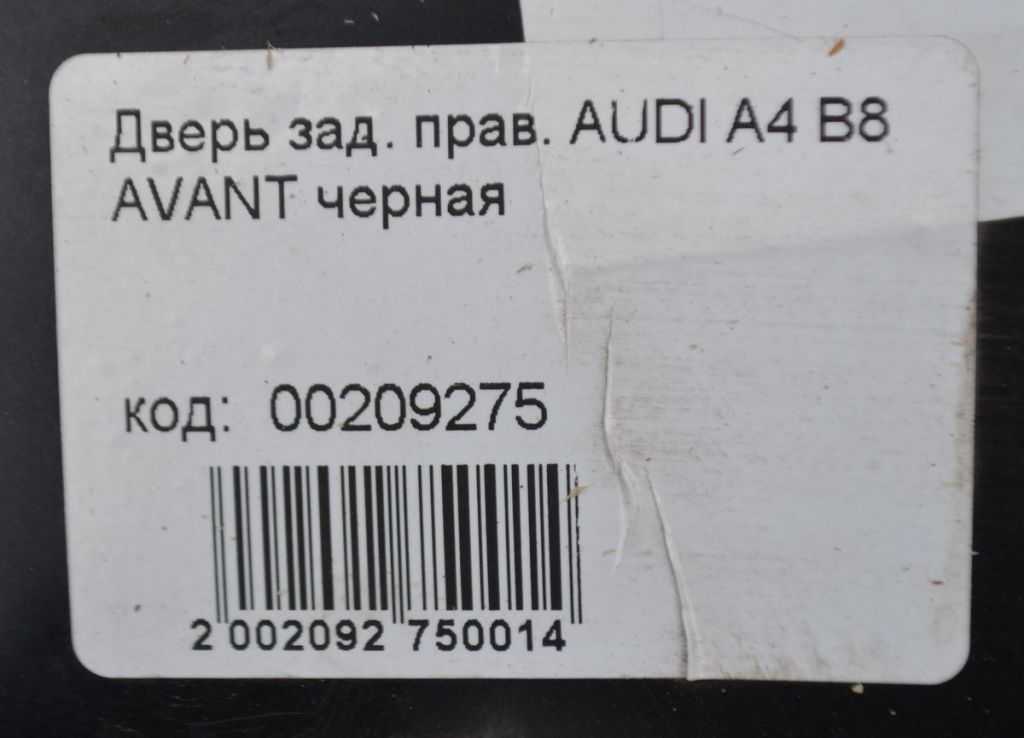 Дверь зад. прав. AUDI A4 B8
AVANT черная
код: 00209275
2 002092 750014